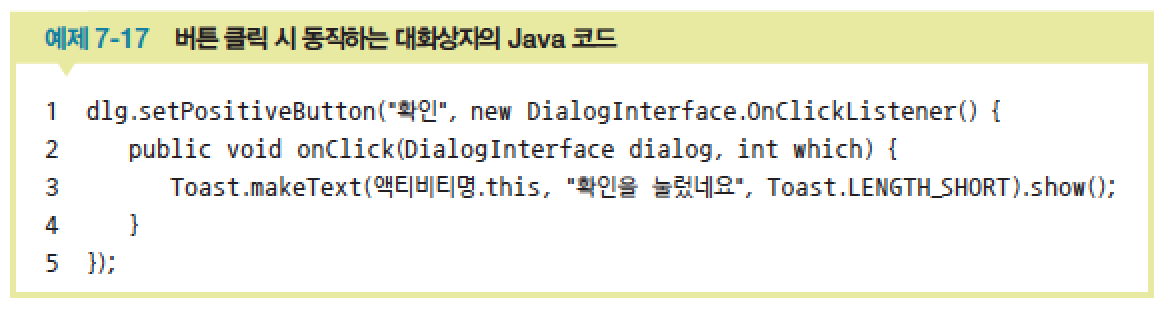 예제 7-17 버튼 클릭 시 동작하는 대화상자의 Java 코드
1 dlg.setPositiveButton("확인", new DialogInterface.OnClickListener() {
2 public void onClick(DialogInterface dialog, int which) {
3 Toast.makeText(액티비티명.this, "확인을 눌렀네요", Toast.LENGTH_SHORT).show();
4 }
5 });